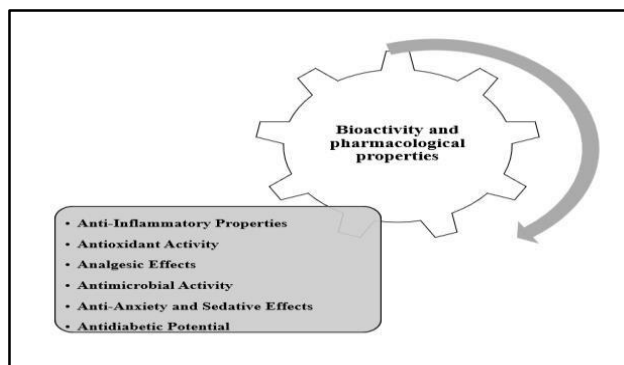 Bioactivity and
pharmacological
properties
• Anti-Inflammatory Properties
• Antioxidant Activity
• Analgesic Effects
• Antimicrobial Activity
• Anti-Anxiety and Sedative Effects
• Antidiabetic Potential